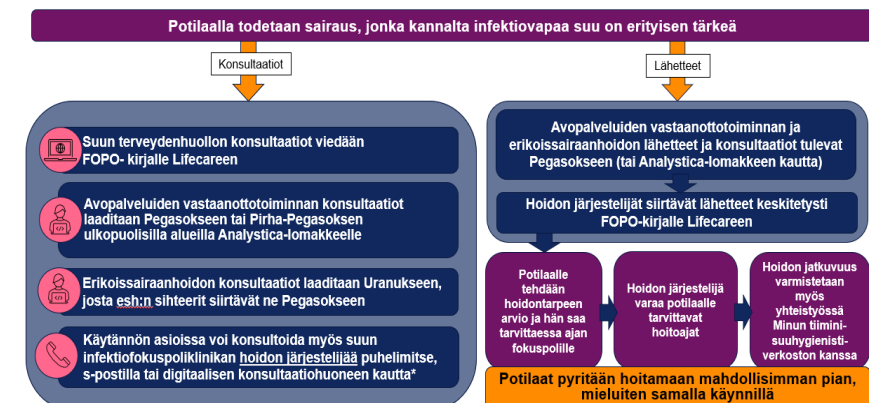 Potilaalla todetaan sairaus, jonka kannalta infektiovapaa suu on erityisen tärkeä
Konsultaatiot
Suun terveydenhuollon konsultaatiot viedään
FOPO- kirjalle Lifecareen
Avopalveluiden vastaanottotoiminnan konsultaatiot
laaditaan Pegasokseen tai Pirha-Pegasoksen
ulkopuolisilla alueilla Analystica-lomakkeelle
Erikoissairaanhoidon konsultaatiot laaditaan Uranukseen,
josta esh:n sihteerit siirtävät ne Pegasokseen
Käytännön asioissa voi konsultoida myös suun
infektiofokuspoliklinikan hoidon järjestelijää puhelimitse,
s-postilla tai digitaalisen konsultaatiohuoneen kautta*
Lähetteet
Avopalveluiden vastaanottotoiminnan ja
erikoissairaanhoidon lähetteet ja konsultaatiot tulevat
Pegasokseen (tai Analystica-lomakkeen kautta)
Hoidon järjestelijät siirtävät lähetteet keskitetysti
FOPO-kirjalle Lifecareen
Potilaalle
tehdään
hoidontarpeen
arvio ja hän saa
tarvittaessa ajan
fokuspolille
Hoidon järjestelijä
varaa potilaalle
tarvittavat
hoitoajat
Hoidon jatkuvuus
varmistetaan
myös
yhteistyössä
Minun tiimini-
suuhygienisti-
verkoston kanssa
Potilaat pyritään hoitamaan mahdollisimman pian,
mieluiten samalla käynnillä